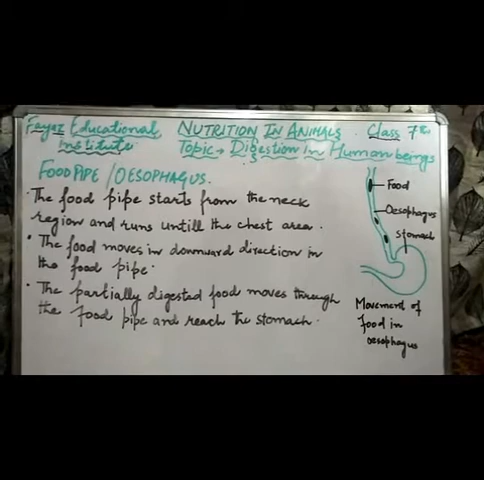 Fayaz Educational
Institute
NUTRITION IN ANIMALS
Class 7th
Topic → Digestion in Human beings
FOODPIPE / OESOPHAGUS.
• The food pipe starts from the neck
region and runs untill the chest area.
• The food moves in downward direction in
the food pipe.
• The partially digested food moves through
the food pipe and reach the stomach.
Food
Oesophagus
Stomach
Movement of
food in
oesophagus